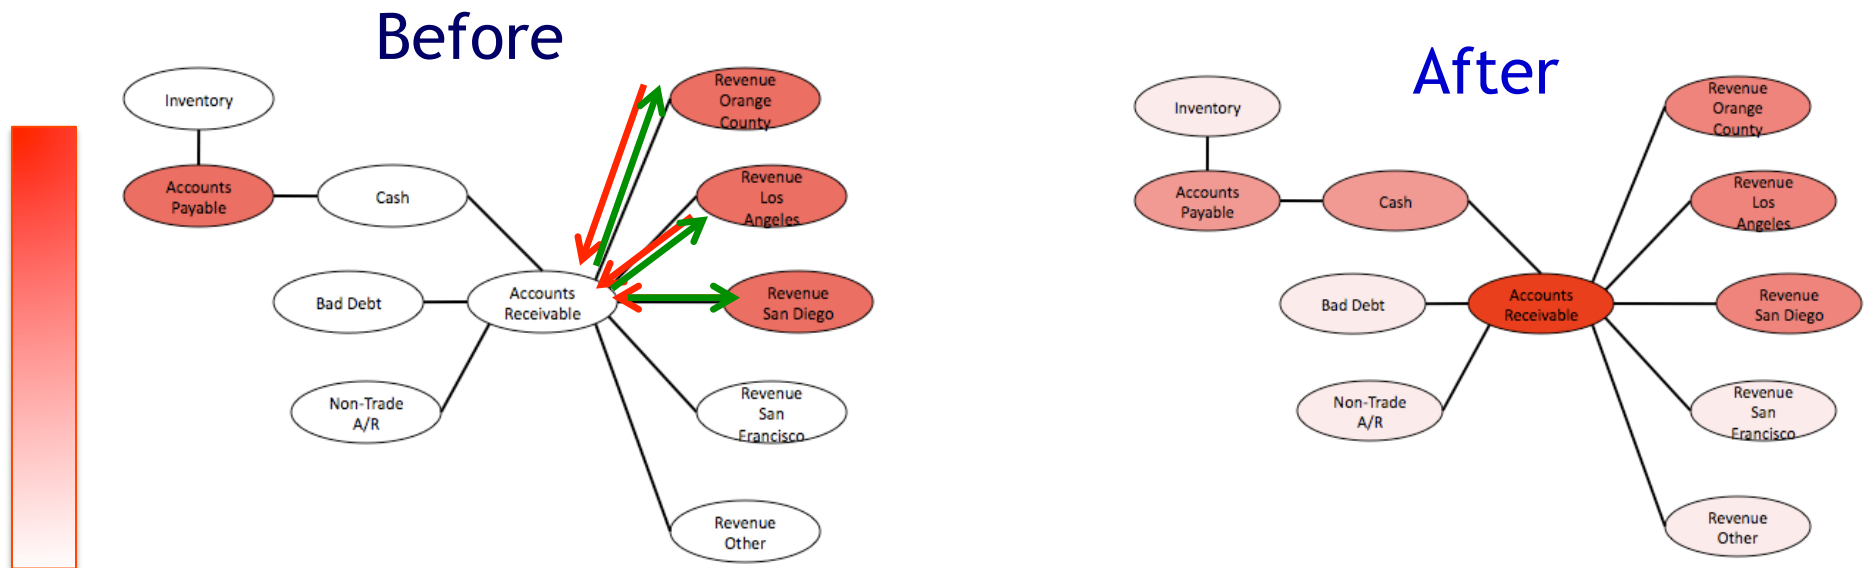 Before
Inventory
Revenue
Orange
County
Accounts
Payable
Cash
Revenue
Los
Angeles
Bad Debt
Accounts
Receivable
Revenue
San Diego
Non-Trade
A/R
Revenue
San
Francisco
Revenue
Other
After
Inventory
Revenue
Orange
County
Accounts
Payable
Cash
Revenue
Los
Angeles
Bad Debt
Accounts
Receivable
Revenue
San Diego
Non-Trade
A/R
Revenue
San
Francisco
Revenue
Other